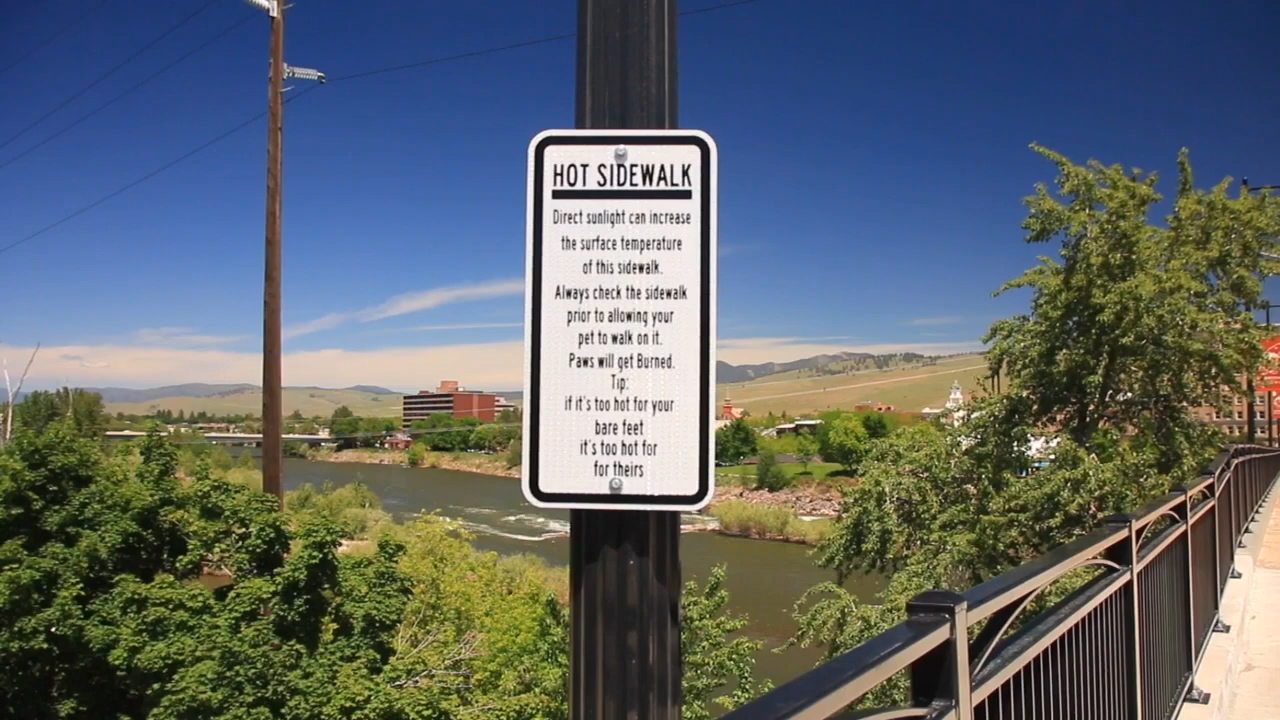 HOT SIDEWALK
Direct sunlight can increase
the surface temperature
of this sidewalk.
Always check the sidewalk
prior to allowing your
pet to walk on it.
Paws will get Burned.
Tip:
if it's too hot for your
bare feet
it's too hot for
for theirs